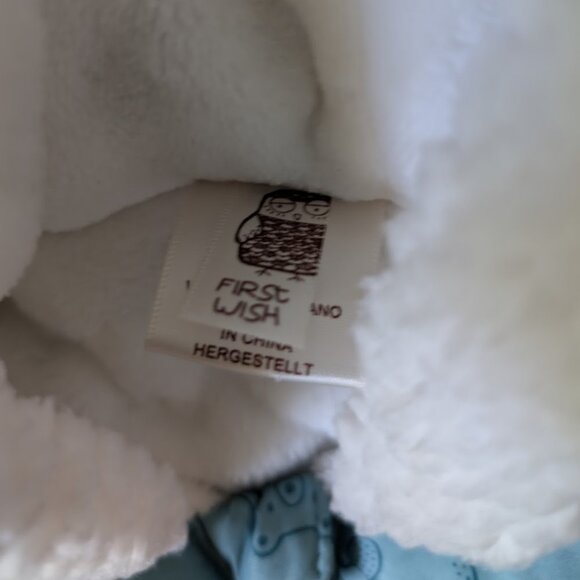 FIRST
WISH
ANO
IN CHINA
HERGESTELLT